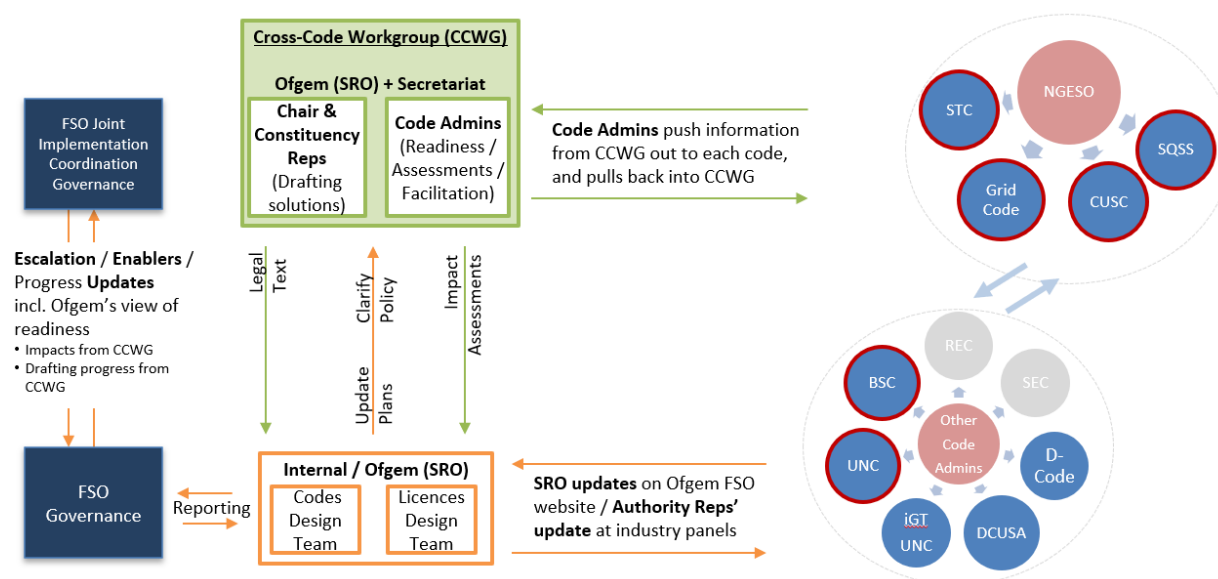 Cross-Code Workgroup (CCWG)
Ofgem (SRO) + Secretariat
Chair &
Constituency
Reps
(Drafting
solutions)
Code Admins
(Readiness /
Assessments /
Facilitation)
FSO Joint
Implementation
Coordination
Governance
Code Admins push information
from CCWG out to each code,
and pulls back into CCWG
NGESO
STC
SQSS
Grid
Code
CUSC
Escalation / Enablers /
Progress Updates
incl. Ofgem's view of
readiness
• Impacts from CCWG
• Drafting progress from
CCWG
Legal
Text
Clarify
Policy
Update
Plans
Impact
Assessments
REC
SEC
BSC
Other
Code
Admins
UNC
D-
Code
iGT
UNC
DCUSA
FSO
Governance
Reporting
Internal / Ofgem (SRO)
Codes
Design
Team
Licences
Design
Team
SRO updates on Ofgem FSO
website / Authority Reps'
update at industry panels